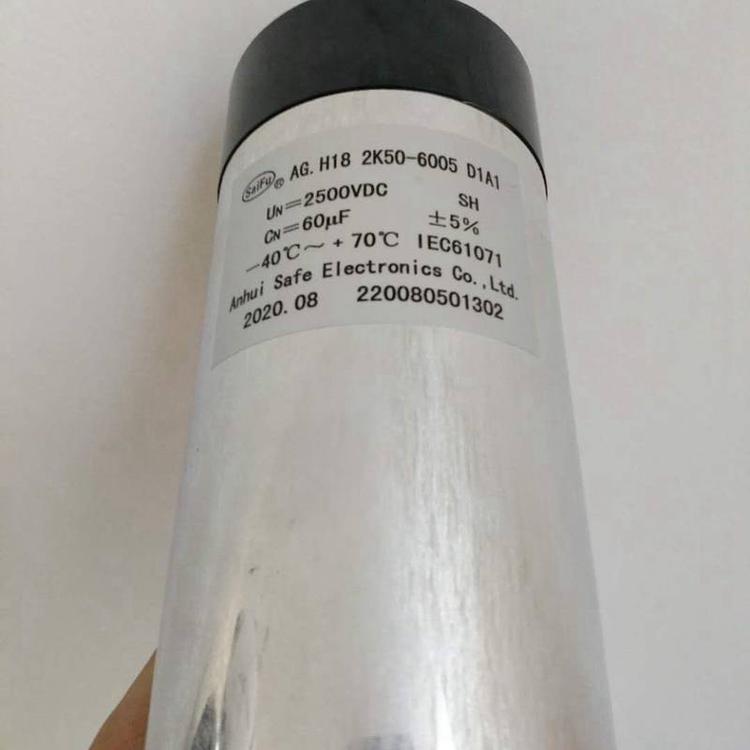 SaiFu® AG. H18 2K50-6005 D1A1
UN=2500VDC SH
CN=60μF ±5%
-40℃~+70℃ IEC61071
Anhui Safe Electronics Co.,Ltd.
2020.08 220080501302